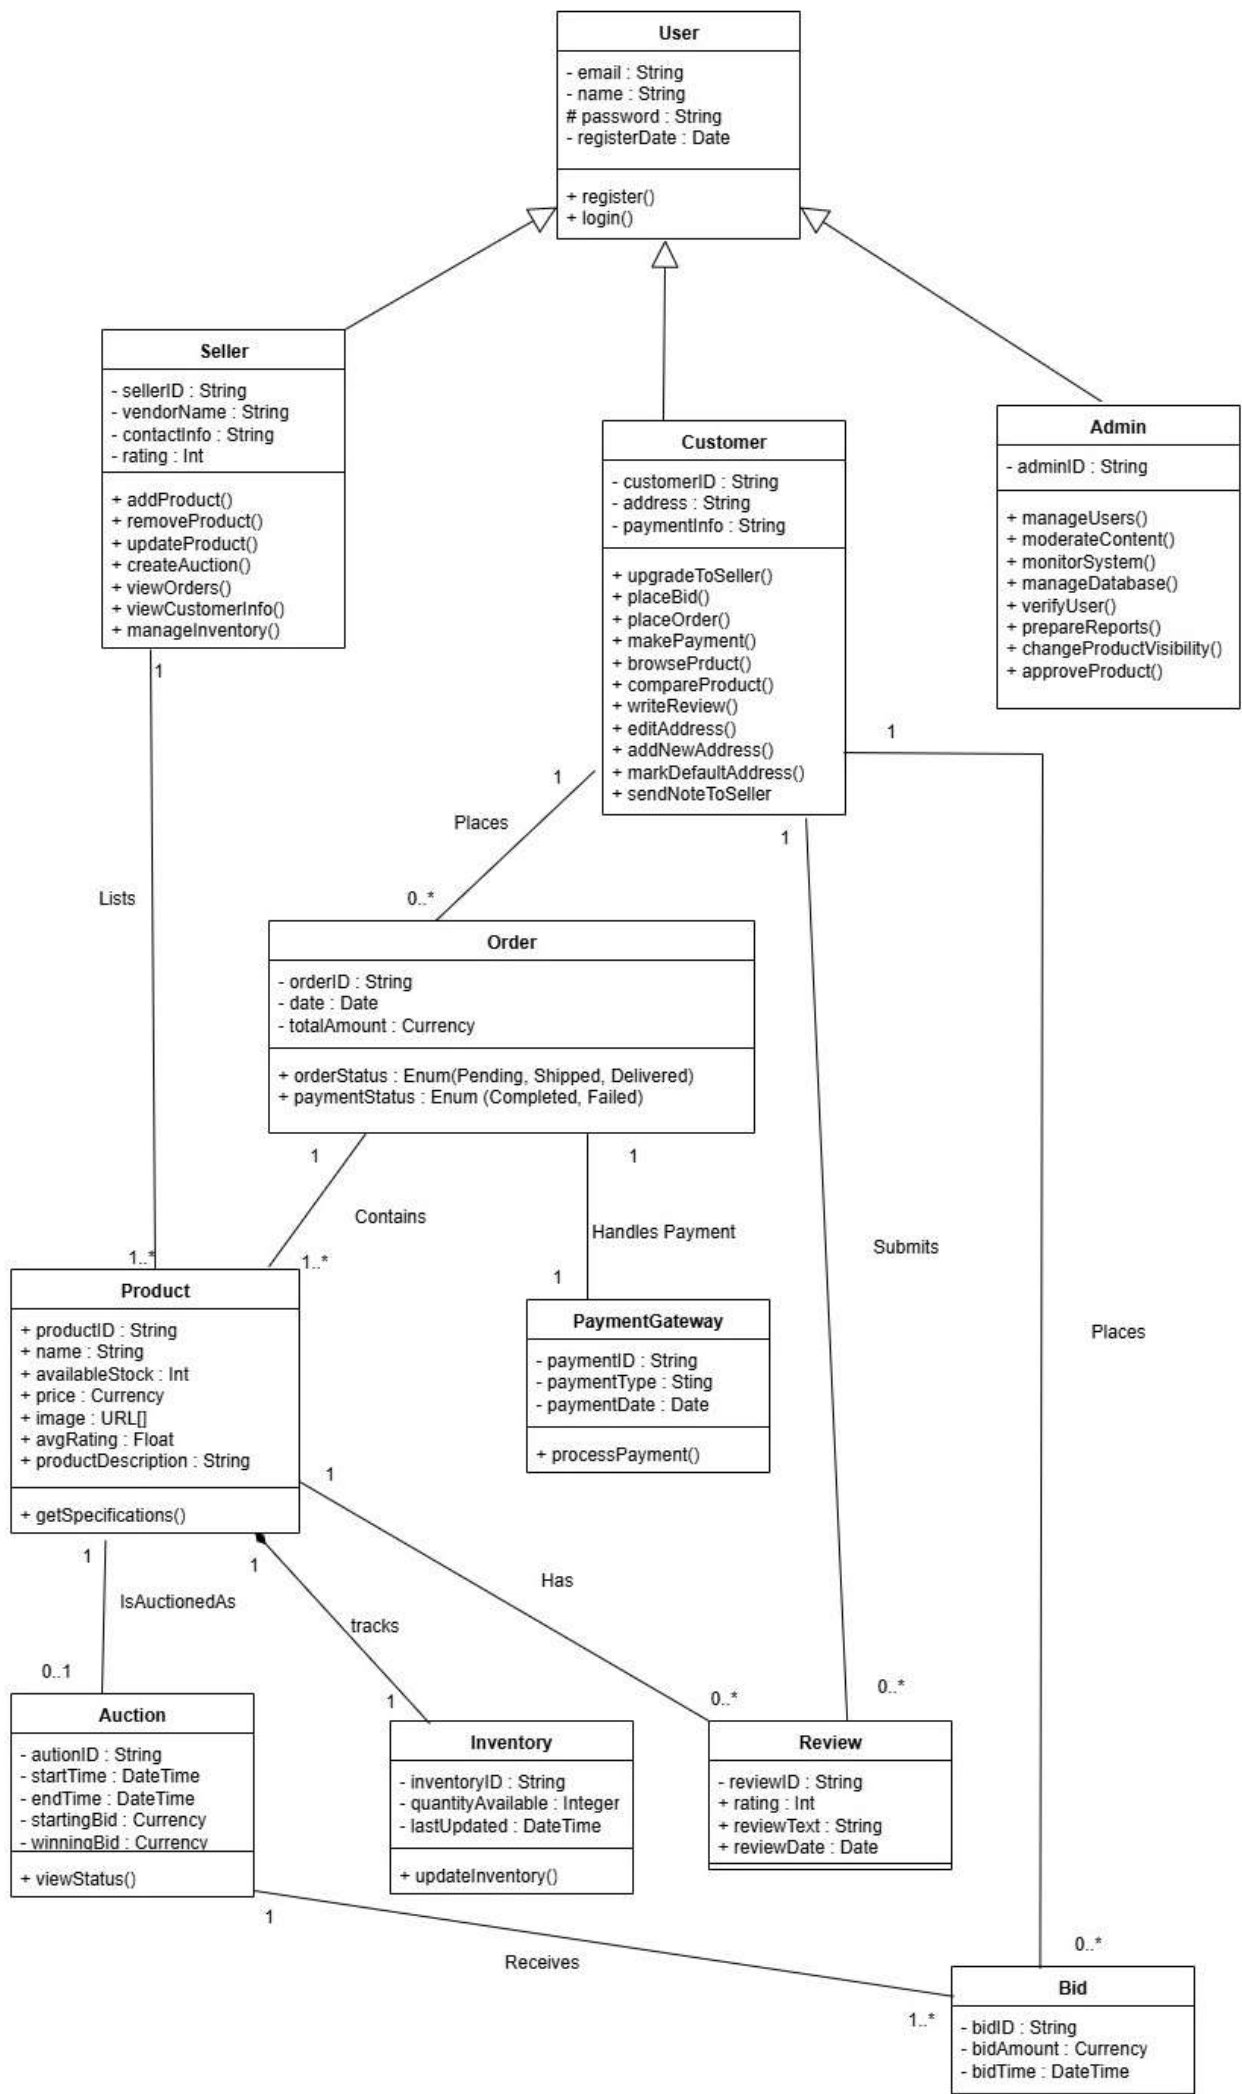 User
- email : String
- name : String
# password : String
- registerDate : Date
+ register()
+ login()
Seller
- sellerID : String
- vendorName : String
- contactInfo : String
- rating : Int
+ addProduct()
+ removeProduct()
+ updateProduct()
+ createAuction()
+ viewOrders()
+ viewCustomerInfo()
+ manageInventory()
Customer
- customerID : String
- address : String
- paymentInfo : String
+ upgradeToSeller()
+ placeBid()
+ placeOrder()
+ makePayment()
+ browsePrduct()
+ compareProduct()
+ writeReview()
+ editAddress()
+ addNewAddress()
+ markDefaultAddress()
+ sendNoteToSeller
Admin
- adminID : String
+ manageUsers()
+ moderateContent()
+ monitorSystem()
+ manageDatabase()
+ verifyUser()
+ prepareReports()
+ changeProductVisibility()
+ approveProduct()
1
1
1
1
Places
Lists
0..*
Order
- orderID : String
- date : Date
- totalAmount : Currency
+ orderStatus : Enum(Pending, Shipped, Delivered)
+ paymentStatus : Enum (Completed, Failed)
1
1
Contains
Handles Payment
Submits
1..*
1..*
1
Places
Product
+ productID : String
+ name : String
+ availableStock : Int
+ price : Currency
+ image : URL[]
+ avgRating : Float
+ productDescription : String
+ getSpecifications()
PaymentGateway
- paymentID : String
- paymentType : Sting
- paymentDate : Date
+ processPayment()
1
1
1
Has
IsAuctionedAs
tracks
0..1
1
0..*
0..*
Auction
- autionID : String
- startTime : DateTime
- endTime : DateTime
- startingBid : Currency
- winningBid : Currency
+ viewStatus()
Inventory
- inventoryID : String
- quantityAvailable : Integer
- lastUpdated : DateTime
+ updateInventory()
Review
- reviewID : String
+ rating : Int
+ reviewText : String
+ reviewDate : Date
1
Receives
0..*
1..*
Bid
- bidID : String
- bidAmount : Currency
- bidTime : DateTime